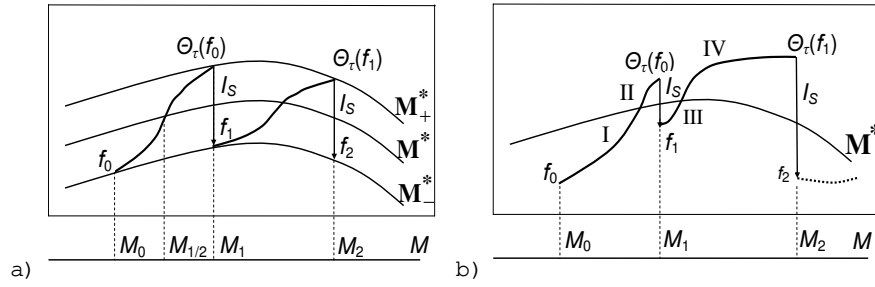 Θτ(f0)
Θτ(f1)
IS
IS
M*+
f1
f0
f2
M*
M*−
M0 M1/2 M1 M2 M
a)
Θτ(f0)
IV
Θτ(f1)
II
IS
IS
I
III
f1
M*
f0
f2
M0 M1 M2 M
b)